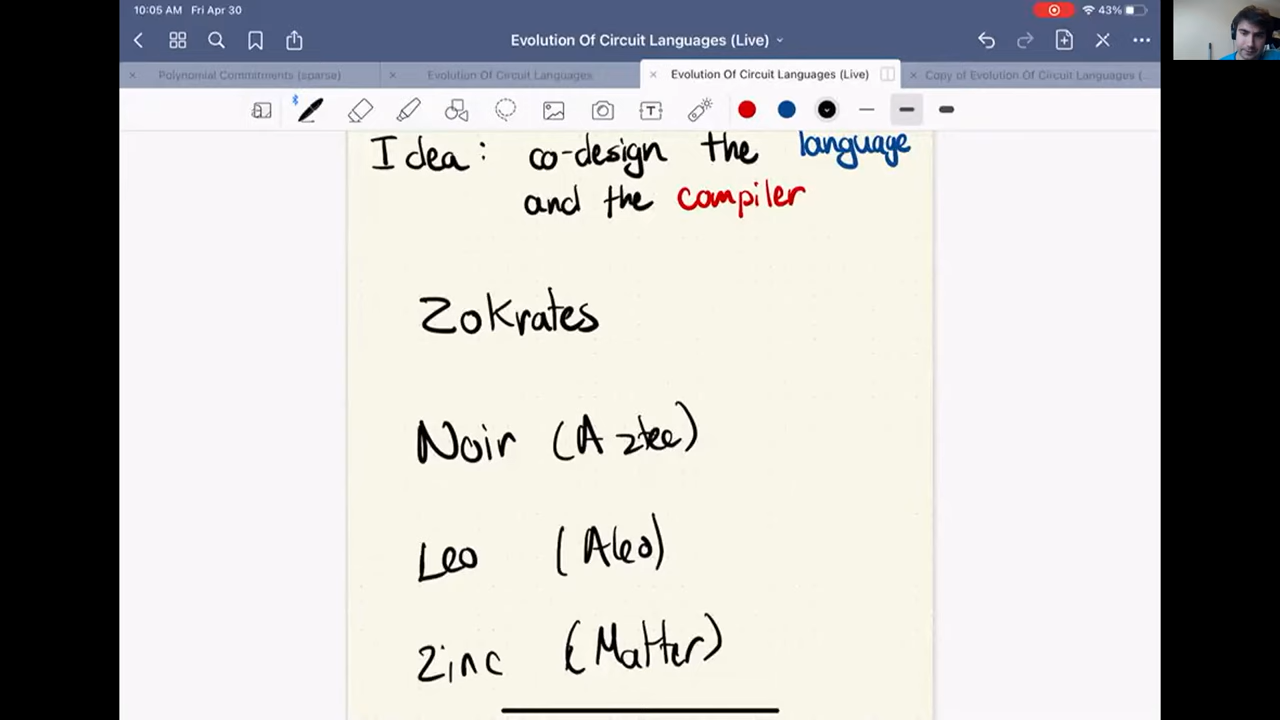 10:05 AM Fri Apr 30
43%
Evolution Of Circuit Languages (Live)
Polynomial Commitments (sparse)
Evolution Of Circuit Languages
Evolution Of Circuit Languages (Live)
Copy of Evolution Of Circuit Languages (...
Idea: co-design the language
and the compiler
Zokrates
Noir (Aztec)
Leo (Aleo)
Zinc (Matter)